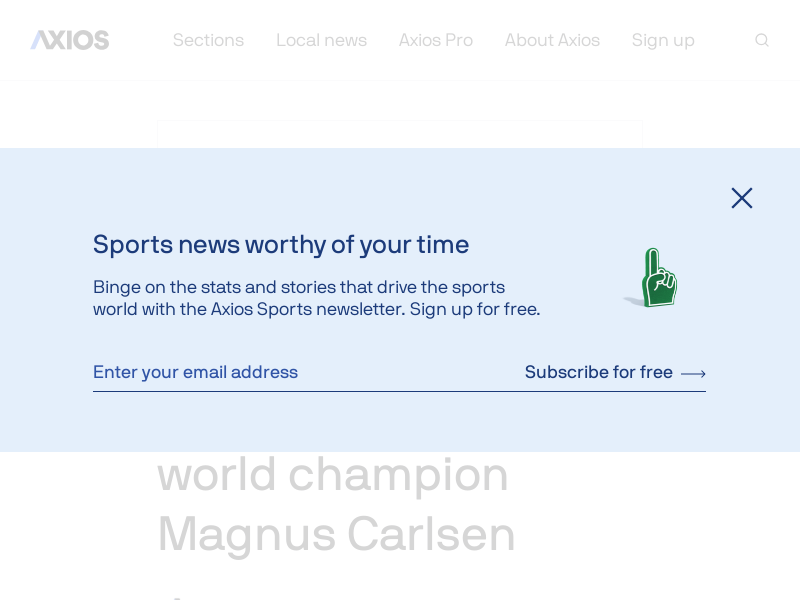 AXIOS
Sections
Local news
Axios Pro
About Axios
Sign up
Sports news worthy of your time
Binge on the stats and stories that drive the sports
world with the Axios Sports newsletter. Sign up for free.
Enter your email address
Subscribe for free
world champion
Magnus Carlsen